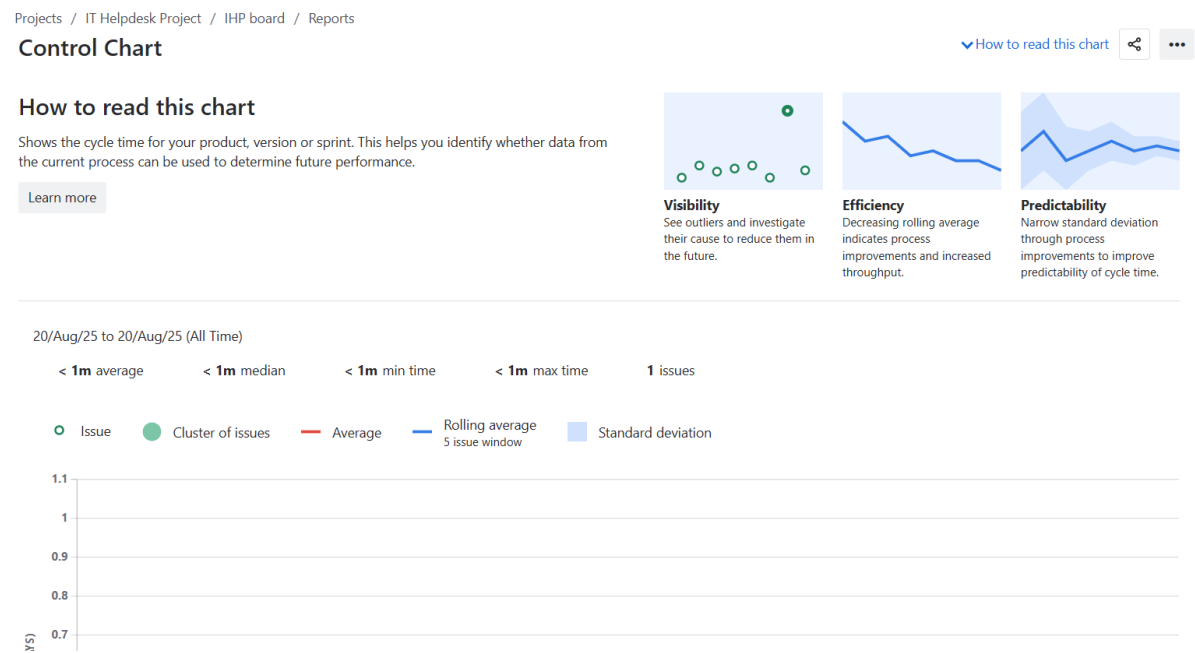 Projects / IT Helpdesk Project / IHP board / Reports
Control Chart
How to read this chart
How to read this chart
Shows the cycle time for your product, version or sprint. This helps you identify whether data from
the current process can be used to determine future performance.
Learn more
Visibility
See outliers and investigate
their cause to reduce them in
the future.
Efficiency
Decreasing rolling average
indicates process
improvements and increased
throughput.
Predictability
Narrow standard deviation
through process
improvements to improve
predictability of cycle time.
20/Aug/25 to 20/Aug/25 (All Time)
< 1m average < 1m median < 1m min time < 1m max time 1 issues
Issue Cluster of issues Average Rolling average Standard deviation
5 issue window
1.1
1
0.9
0.8
0.7